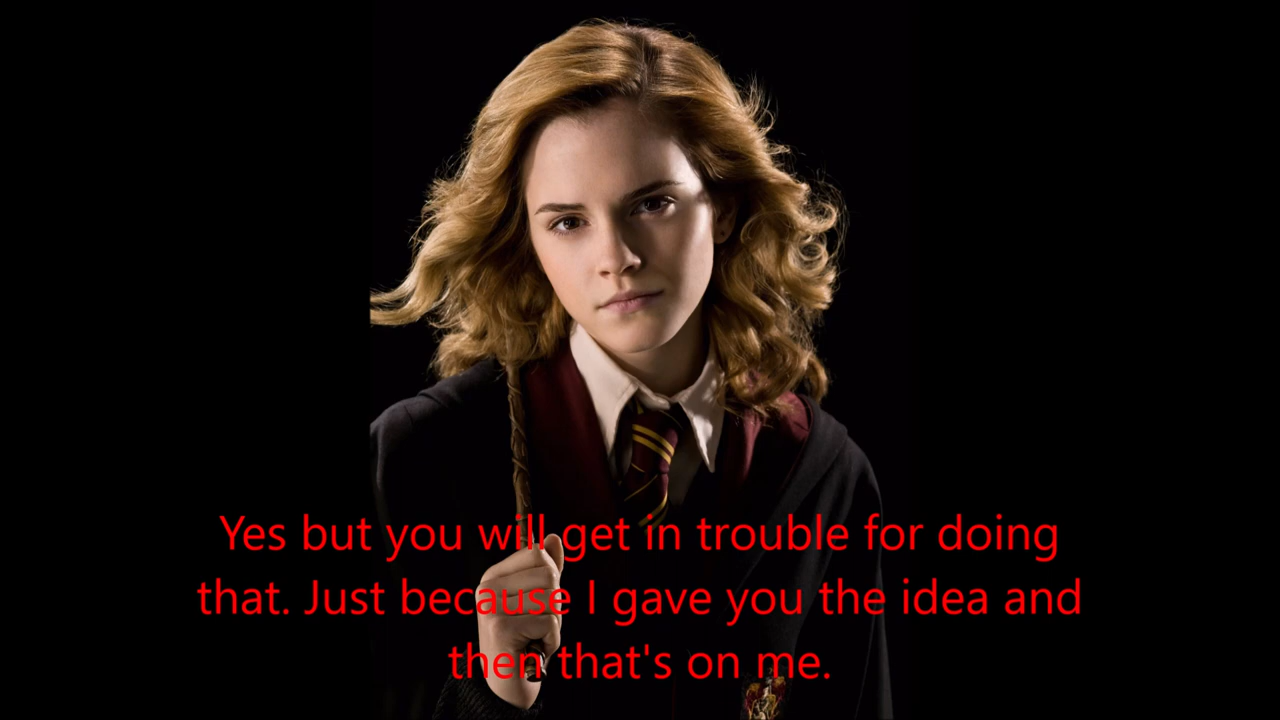 Yes but you will get in trouble for doing
that. Just because I gave you the idea and
then that's on me.